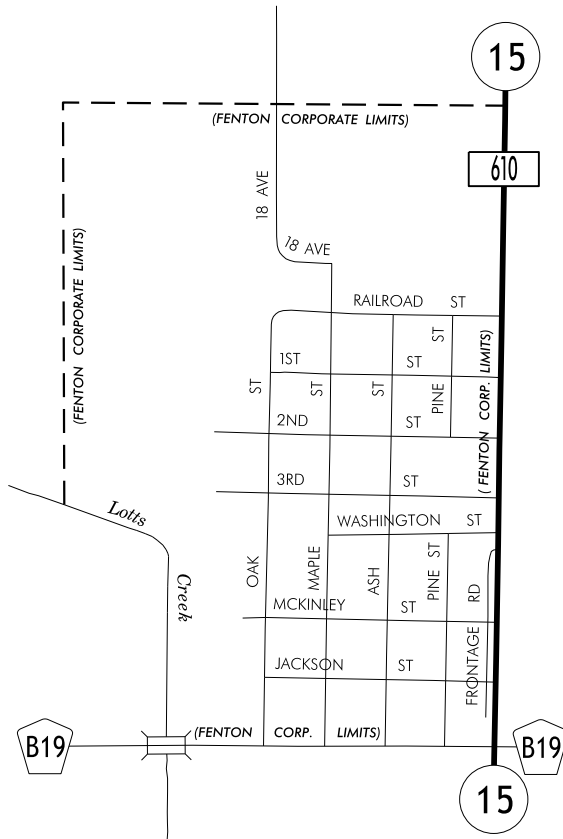 15
(FENTON CORPORATE LIMITS)
610
18 AVE
18 AVE
(FENTON CORPORATE LIMITS)
RAILROAD ST
ST
(FENTON CORP. LIMITS)
1ST ST
ST
ST
ST
PINE
2ND ST
3RD ST
Lotts
WASHINGTON ST
OAK
MAPLE
ASH
PINE ST
RD
Creek
MCKINLEY ST
FRONTAGE
JACKSON ST
(FENTON CORP. LIMITS)
B19
B19
15